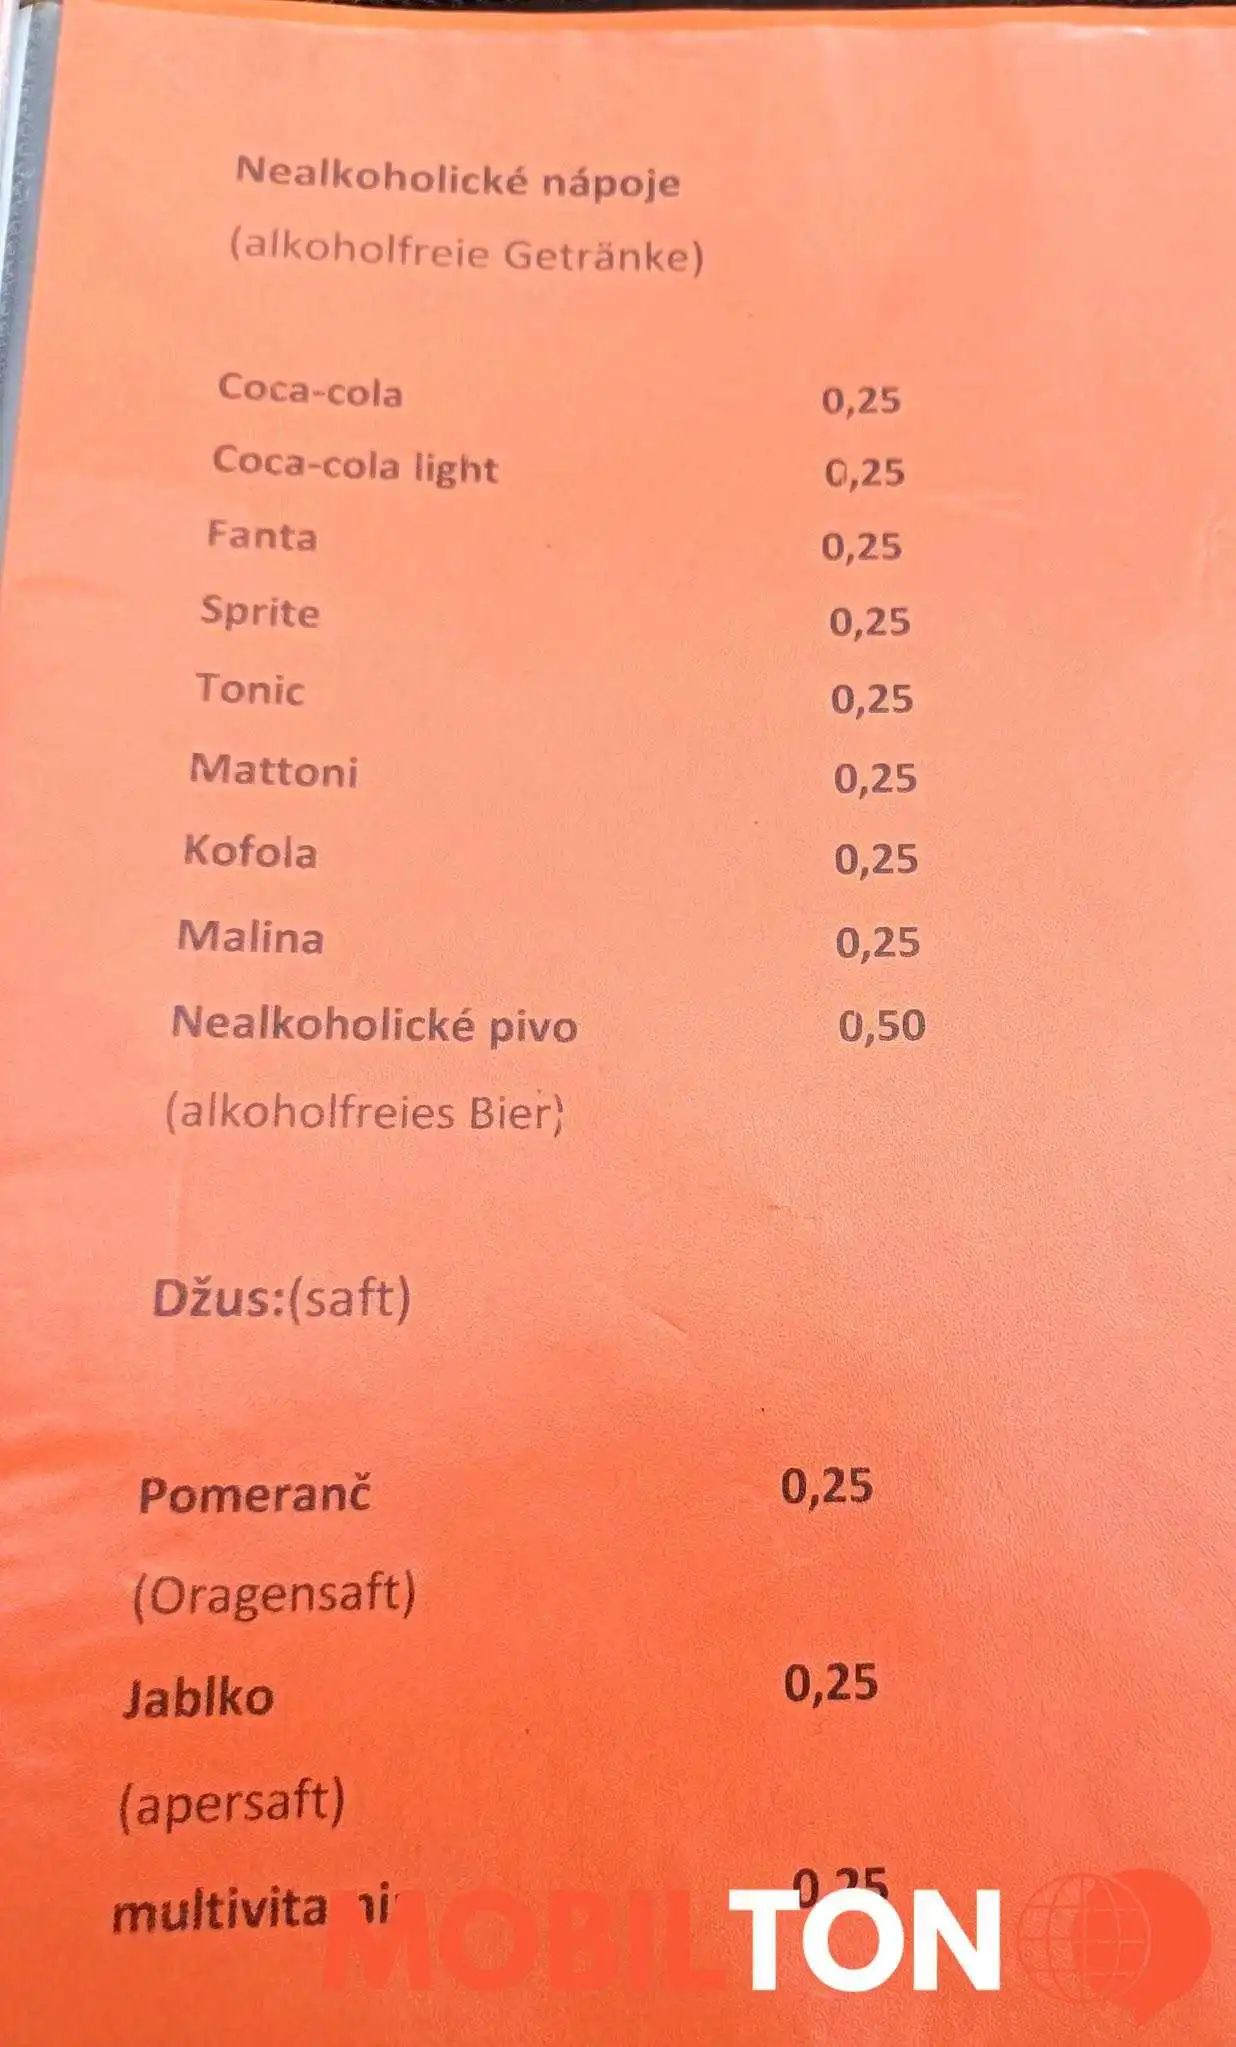 Nealkoholické nápoje
(alkoholfreie Getränke)
Coca-cola 0,25
Coca-cola light 0,25
Fanta 0,25
Sprite 0,25
Tonic 0,25
Mattoni 0,25
Kofola 0,25
Malina 0,25
Nealkoholické pivo 0,50
(alkoholfreies Bier)
Džus:(saft)
Pomeranč 0,25
(Oragensaft)
Jablko 0,25
(apersaft)
0,25
MOBILTON